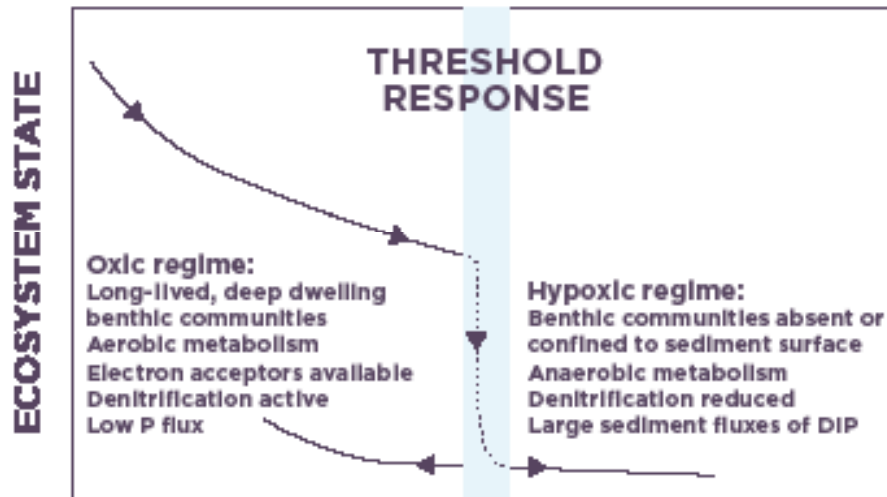 ECOSYSTEM STATE
THRESHOLD
RESPONSE
Oxic regime:
Long-lived, deep dwelling
benthic communities
Aerobic metabolism
Electron acceptors available
Denitrification active
Low P flux
Hypoxic regime:
Benthic communities absent or
confined to sediment surface
Anaerobic metabolism
Denitrification reduced
Large sediment fluxes of DIP